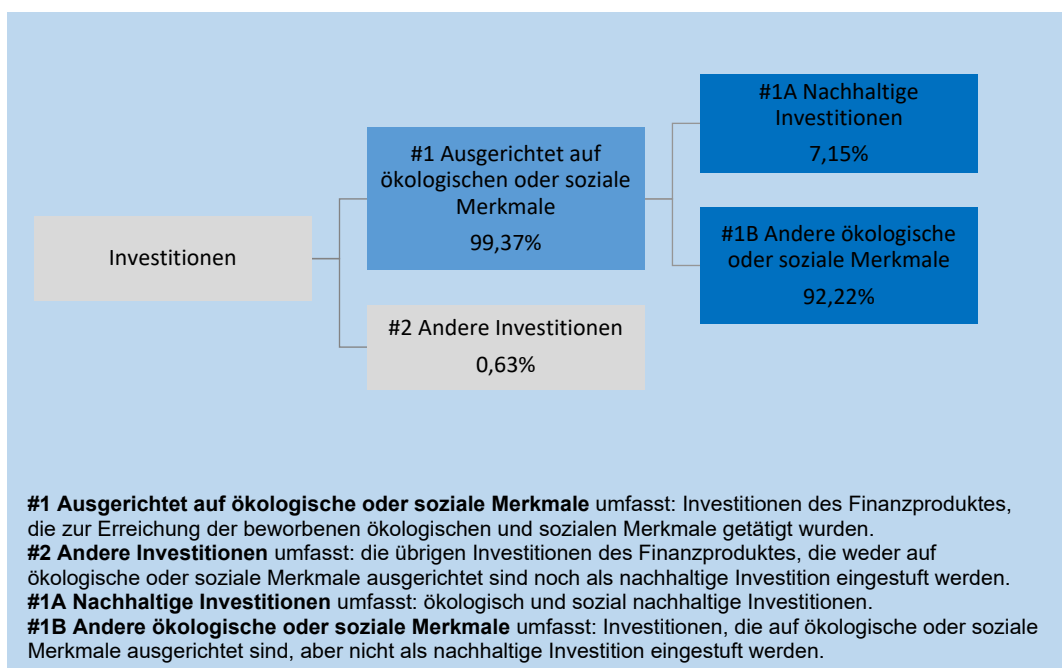 #1A Nachhaltige
Investitionen
7,15%
#1 Ausgerichtet auf
ökologischen oder soziale
Merkmale
99,37%
#1B Andere ökologische
oder soziale Merkmale
92,22%
Investitionen
#2 Andere Investitionen
0,63%
#1 Ausgerichtet auf ökologische oder soziale Merkmale umfasst: Investitionen des Finanzproduktes,
die zur Erreichung der beworbenen ökologischen und sozialen Merkmale getätigt wurden.
#2 Andere Investitionen umfasst: die übrigen Investitionen des Finanzproduktes, die weder auf
ökologische oder soziale Merkmale ausgerichtet sind noch als nachhaltige Investition eingestuft werden.
#1A Nachhaltige Investitionen umfasst: ökologisch und sozial nachhaltige Investitionen.
#1B Andere ökologische oder soziale Merkmale umfasst: Investitionen, die auf ökologische oder soziale
Merkmale ausgerichtet sind, aber nicht als nachhaltige Investition eingestuft werden.